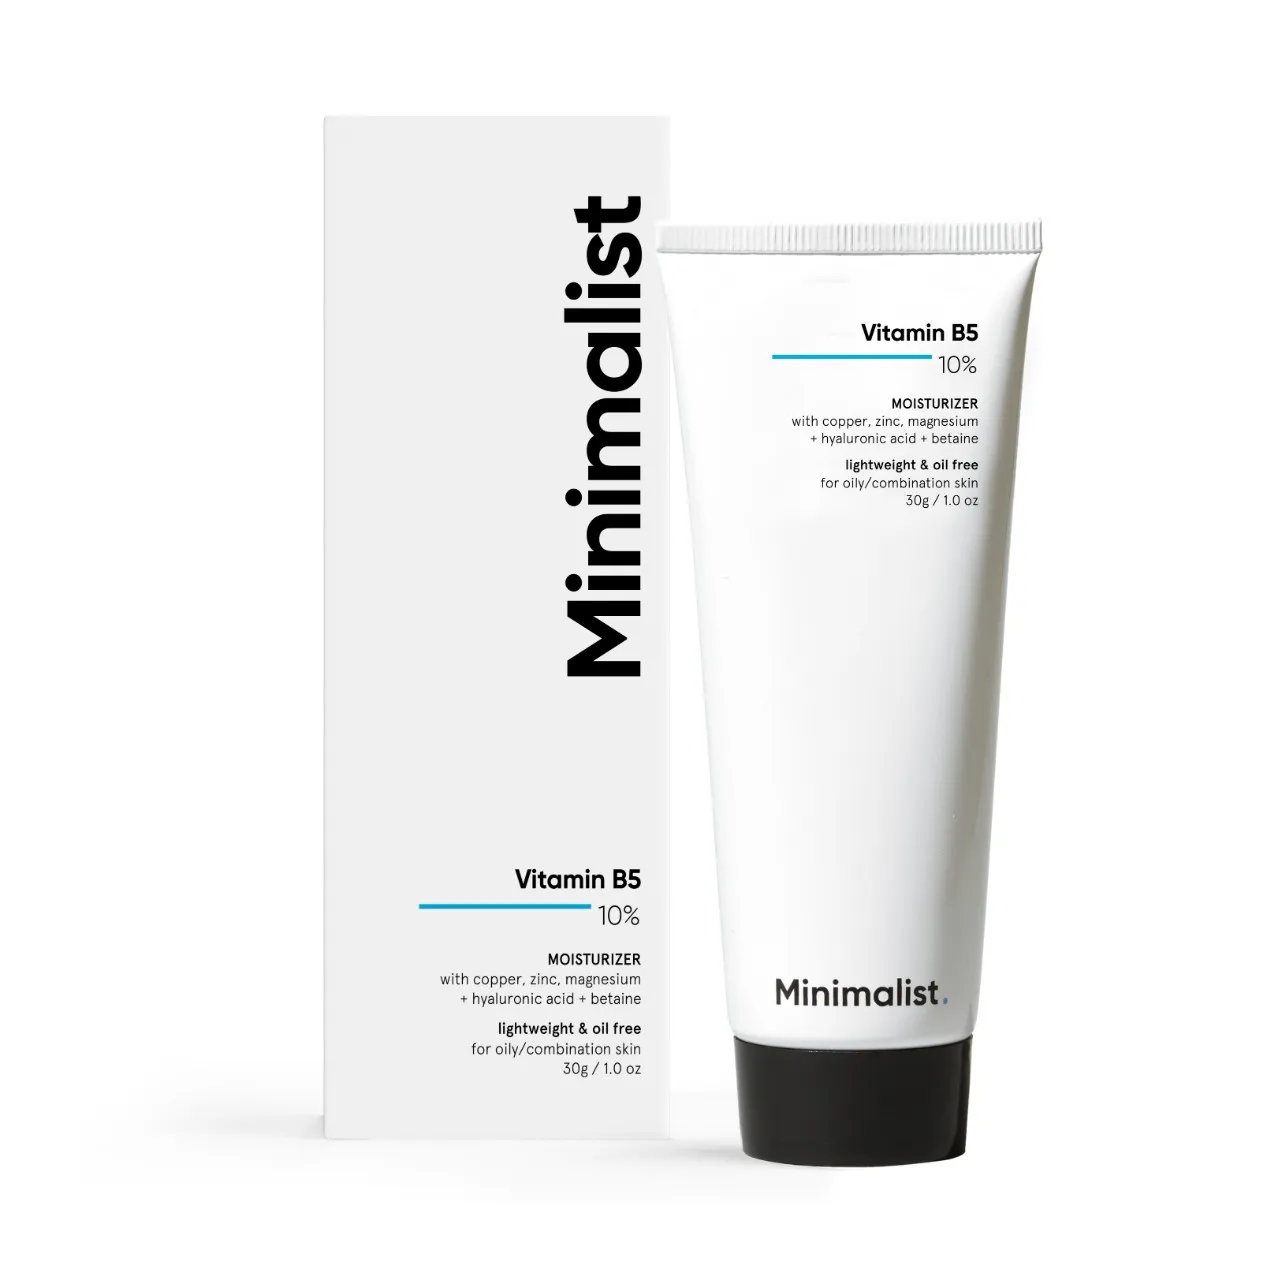 Minimalist
Vitamin B5
10%
MOISTURIZER
with copper, zinc, magnesium
+ hyaluronic acid + betaine
lightweight & oil free
for oily/combination skin
30g / 1.0 oz
Vitamin B5
10%
MOISTURIZER
with copper, zinc, magnesium
+ hyaluronic acid + betaine
lightweight & oil free
for oily/combination skin
30g / 1.0 oz
Minimalist.